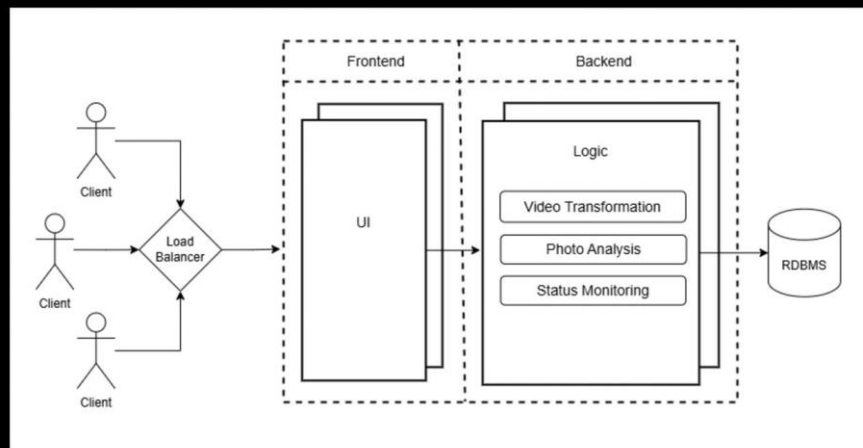 Frontend
Backend
Client
Client
Client
Load
Balancer
UI
Logic
Video Transformation
Photo Analysis
Status Monitoring
RDBMS